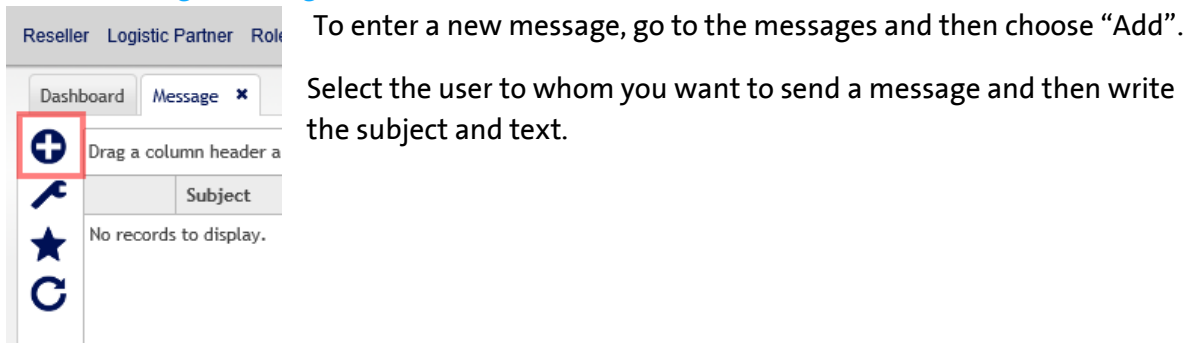 Reseller Logistic Partner
To enter a new message, go to the messages and then choose “Add”.
Dashboard Message ✖
Select the user to whom you want to send a message and then write
the subject and text.
Drag a column header a
Subject
No records to display.